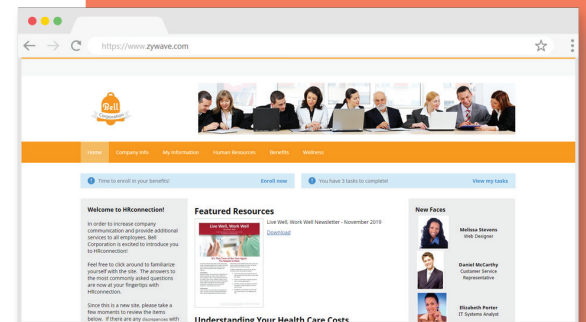 https://www.zywave.com
Bell
Corporation
Home Company Info My Information Human Resources Benefits Wellness
Time to enroll in your benefits! Enroll now
You have 3 tasks to complete! View my tasks
Welcome to HRconnection!
In order to increase company
communication and provide additional
services to all employees, Bell
Corporation is excited to introduce you
to HRconnection!
Feel free to click around to familiarize
yourself with the site. The answers to
the most commonly asked questions
are now at your fingertips with
HRconnection.
Since this is a new site, please take a
few moments to review the items
below. If there are any discrepancies with
Featured Resources
Live Well, Work Well
Live Well, Work Well Newsletter - November 2019
Download
Understanding Your Health Care Costs
New Faces
Melissa Stevens
Web Designer
Daniel McCarthy
Customer Service
Representative
Elizabeth Porter
IT Systems Analyst